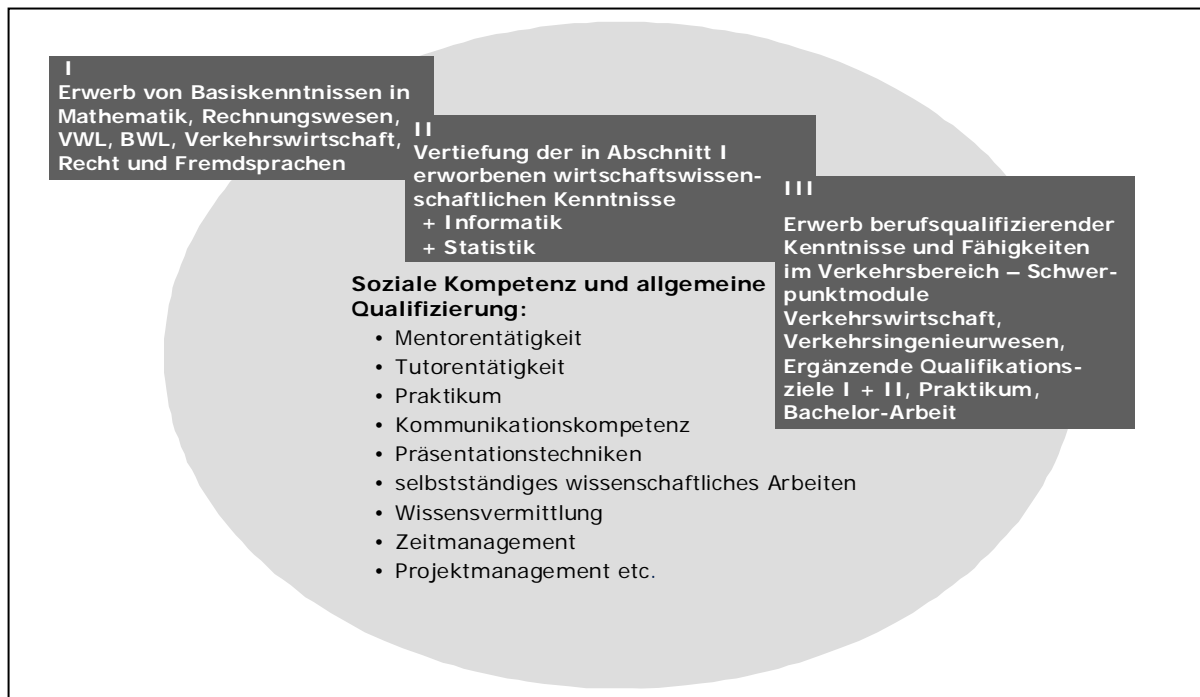 I
Erwerb von Basiskenntnissen in
Mathematik, Rechnungswesen,
VWL, BWL, Verkehrswirtschaft,
Recht und Fremdsprachen
II
Vertiefung der in Abschnitt I
erworbenen wirtschaftswissen-
schaftlichen Kenntnisse
+ Informatik
+ Statistik
III
Erwerb berufsqualifizierender
Kenntnisse und Fähigkeiten
im Verkehrsbereich – Schwer-
punktmodule
Verkehrswirtschaft,
Verkehrsingenieurwesen,
Ergänzende Qualifikations-
ziele I + II, Praktikum,
Bachelor-Arbeit
Soziale Kompetenz und allgemeine
Qualifizierung:
• Mentorentätigkeit
• Tutorentätigkeit
• Praktikum
• Kommunikationskompetenz
• Präsentationstechniken
• selbstständiges wissenschaftliches Arbeiten
• Wissensvermittlung
• Zeitmanagement
• Projektmanagement etc.